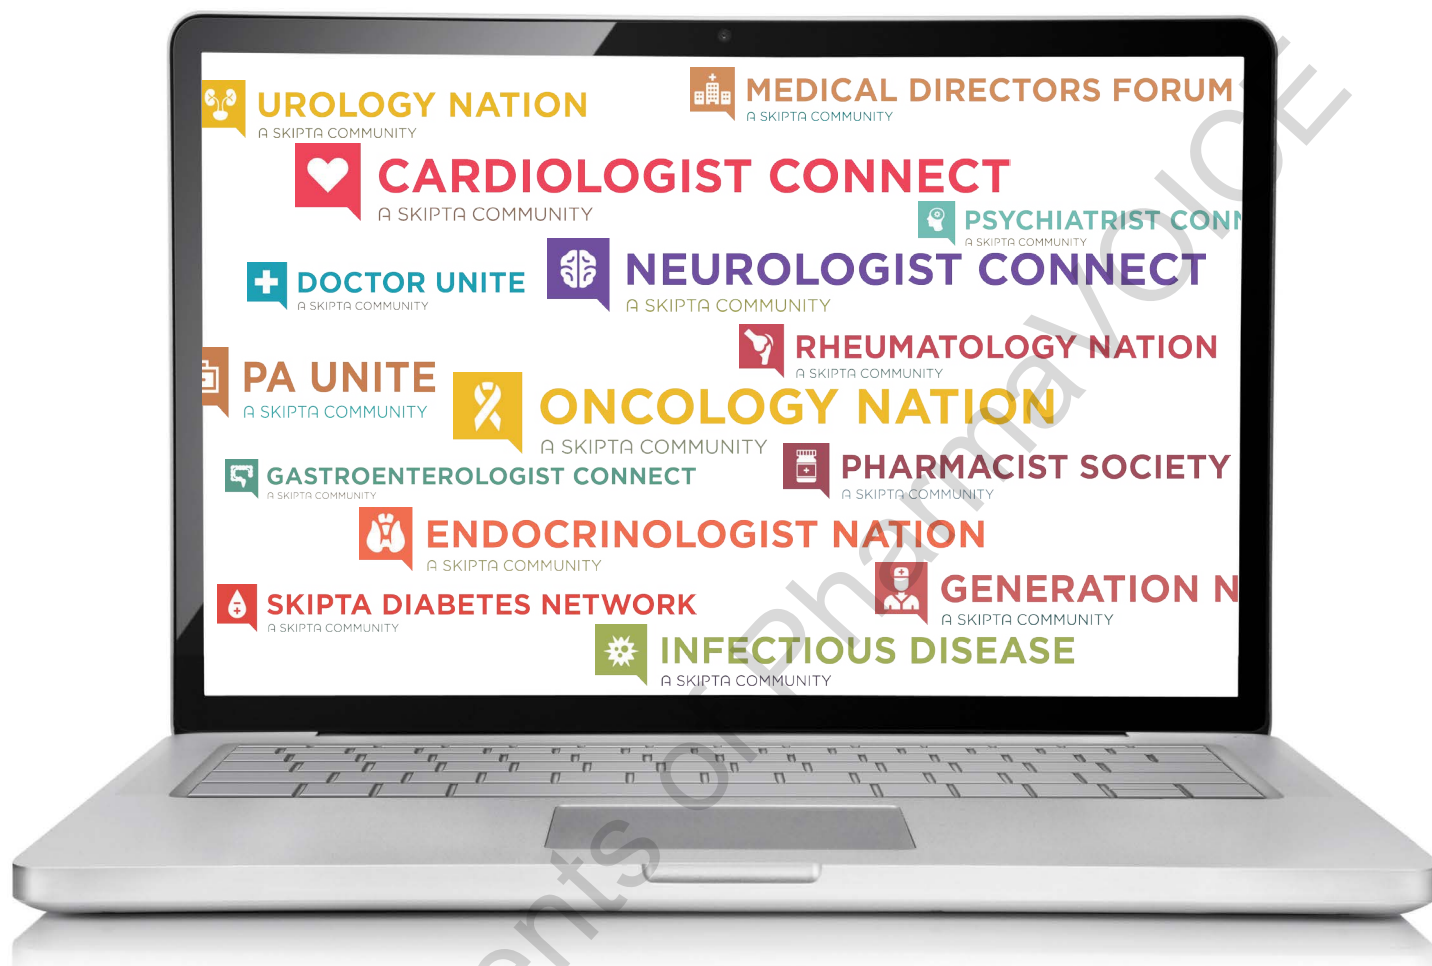 UROLOGY NATION
A SKIPTA COMMUNITY
MEDICAL DIRECTORS FORUM
A SKIPTA COMMUNITY
CARDIOLOGIST CONNECT
A SKIPTA COMMUNITY
PSYCHIATRIST CONN
A SKIPTA COMMUNITY
DOCTOR UNITE
A SKIPTA COMMUNITY
NEUROLOGIST CONNECT
A SKIPTA COMMUNITY
RHEUMATOLOGY NATION
A SKIPTA COMMUNITY
PA UNITE
A SKIPTA COMMUNITY
ONCOLOGY NATION
A SKIPTA COMMUNITY
GASTROENTEROLOGIST CONNECT
A SKIPTA COMMUNITY
PHARMACIST SOCIETY
A SKIPTA COMMUNITY
ENDOCRINOLOGIST NATION
A SKIPTA COMMUNITY
SKIPTA DIABETES NETWORK
A SKIPTA COMMUNITY
GENERATION N
A SKIPTA COMMUNITY
INFECTIOUS DISEASE
A SKIPTA COMMUNITY
ents of PharmaVOICE